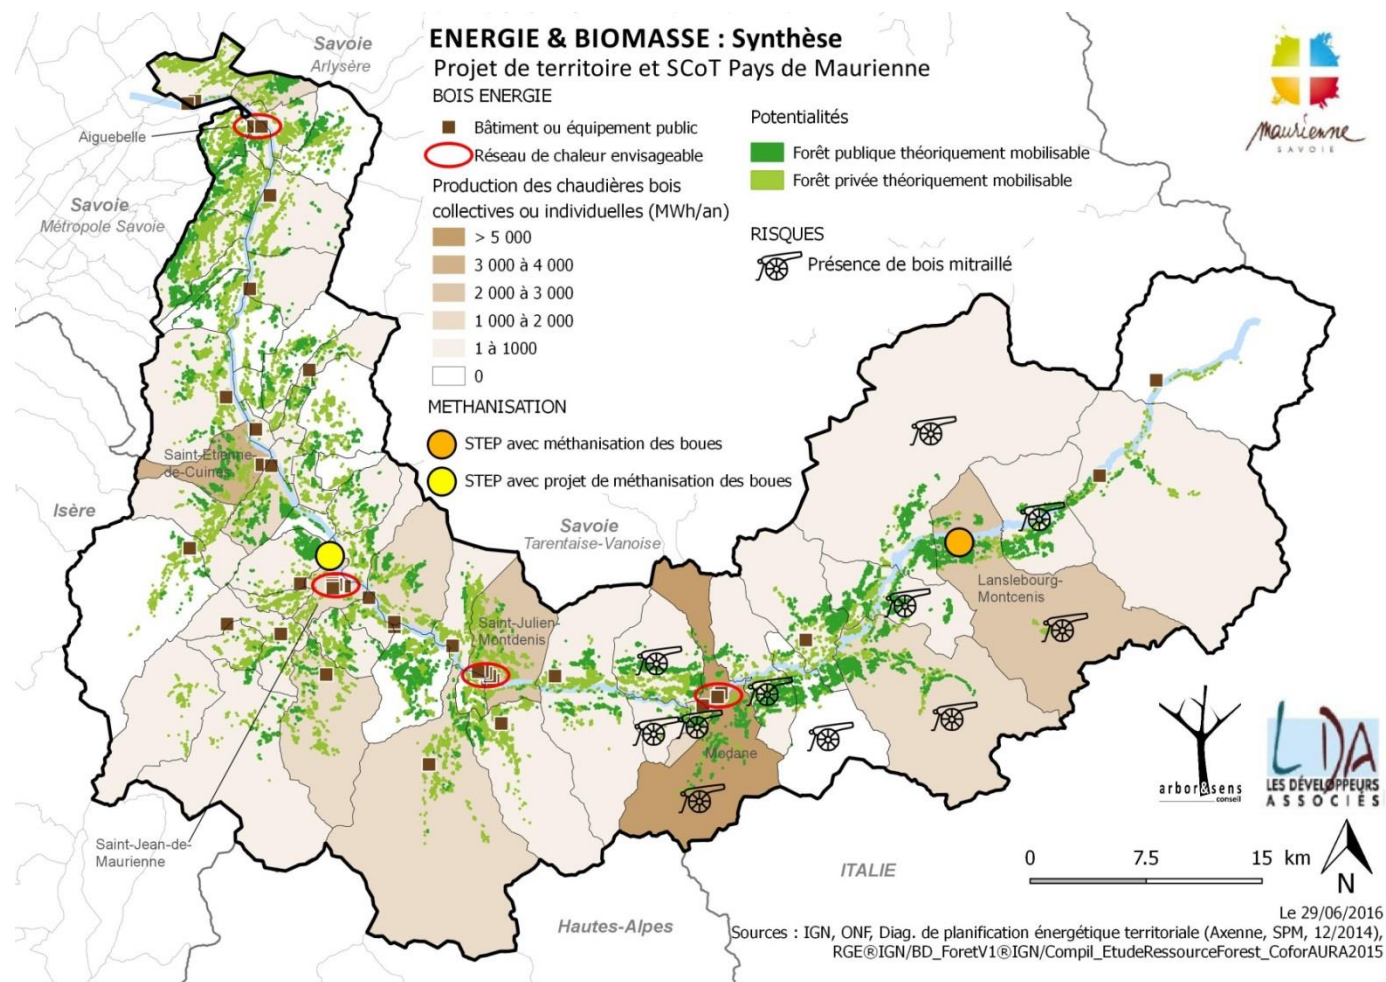 ENERGIE & BIOMASSE : Synthèse
Projet de territoire et SCoT Pays de Maurienne
BOIS ENERGIE
Bâtiment ou équipement public
Réseau de chaleur envisageable
Production des chaudières bois
collectives ou individuelles (MWh/an)
> 5 000
3 000 à 4 000
2 000 à 3 000
1 000 à 2 000
1 à 1000
0
METHANISATION
STEP avec méthanisation des boues
STEP avec projet de méthanisation des boues
Potentialités
Forêt publique théoriquement mobilisable
Forêt privée théoriquement mobilisable
RISQUES
Présence de bois mitraillé
maurienne
SAVOIE
Savoie
Arlysère
Aiguebelle
Savoie
Métropole Savoie
Saint-Etienne-
de-Cuines
Isère
Savoie
Tarentaise-Vanoise
Saint-Julien-
Montdenis
Lanslebourg-
Montcenis
Modane
Saint-Jean-de-
Maurienne
ITALIE
Hautes-Alpes
arbor&sens
conseil
LDA
LES DÉVELOPPEURS
ASSOCIÉS
0 7.5 15 km
N
Le 29/06/2016
Sources : IGN, ONF, Diag. de planification énergétique territoriale (Axenne, SPM, 12/2014),
RGE®IGN/BD_ForetV1®IGN/Compil_EtudeRessourceForest_CoforAURA2015